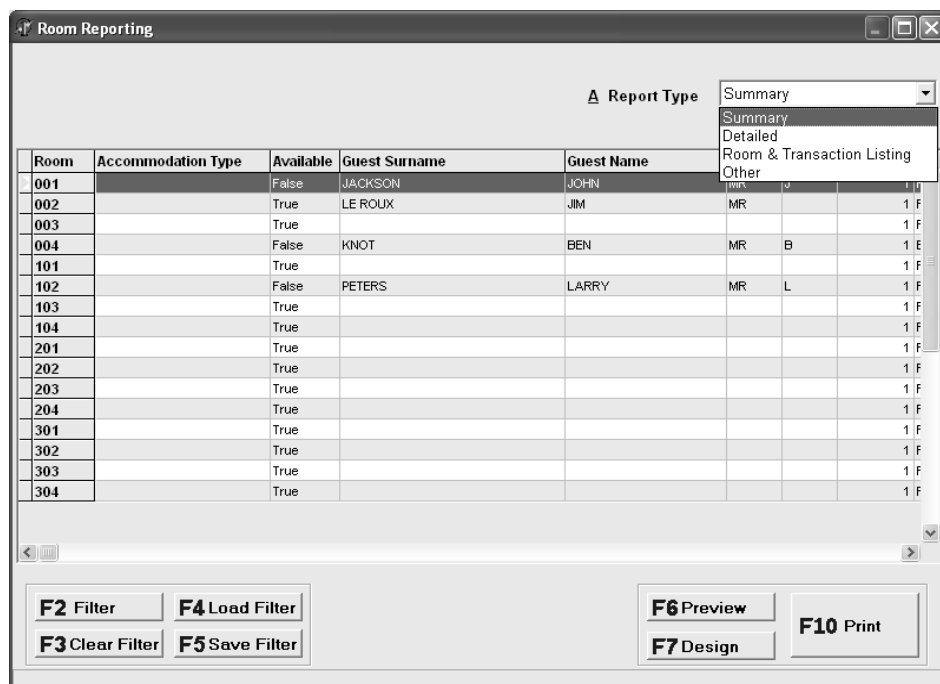 Room Reporting
A Report Type Summary
Summary
Detailed
Room & Transaction Listing
Other
Room Accommodation Type Available Guest Surname Guest Name
001 False JACKSON JOHN MR J 1 F
002 True LE ROUX JIM MR 1 F
003 True 1 F
004 False KNOT BEN MR B 1 E
101 True 1 F
102 False PETERS LARRY MR L 1 F
103 True 1 F
104 True 1 F
201 True 1 F
202 True 1 F
203 True 1 F
204 True 1 F
301 True 1 F
302 True 1 F
303 True 1 F
304 True 1 F
F2 Filter F4 Load Filter F6 Preview
F10 Print
F3 Clear Filter F5 Save Filter F7 Design